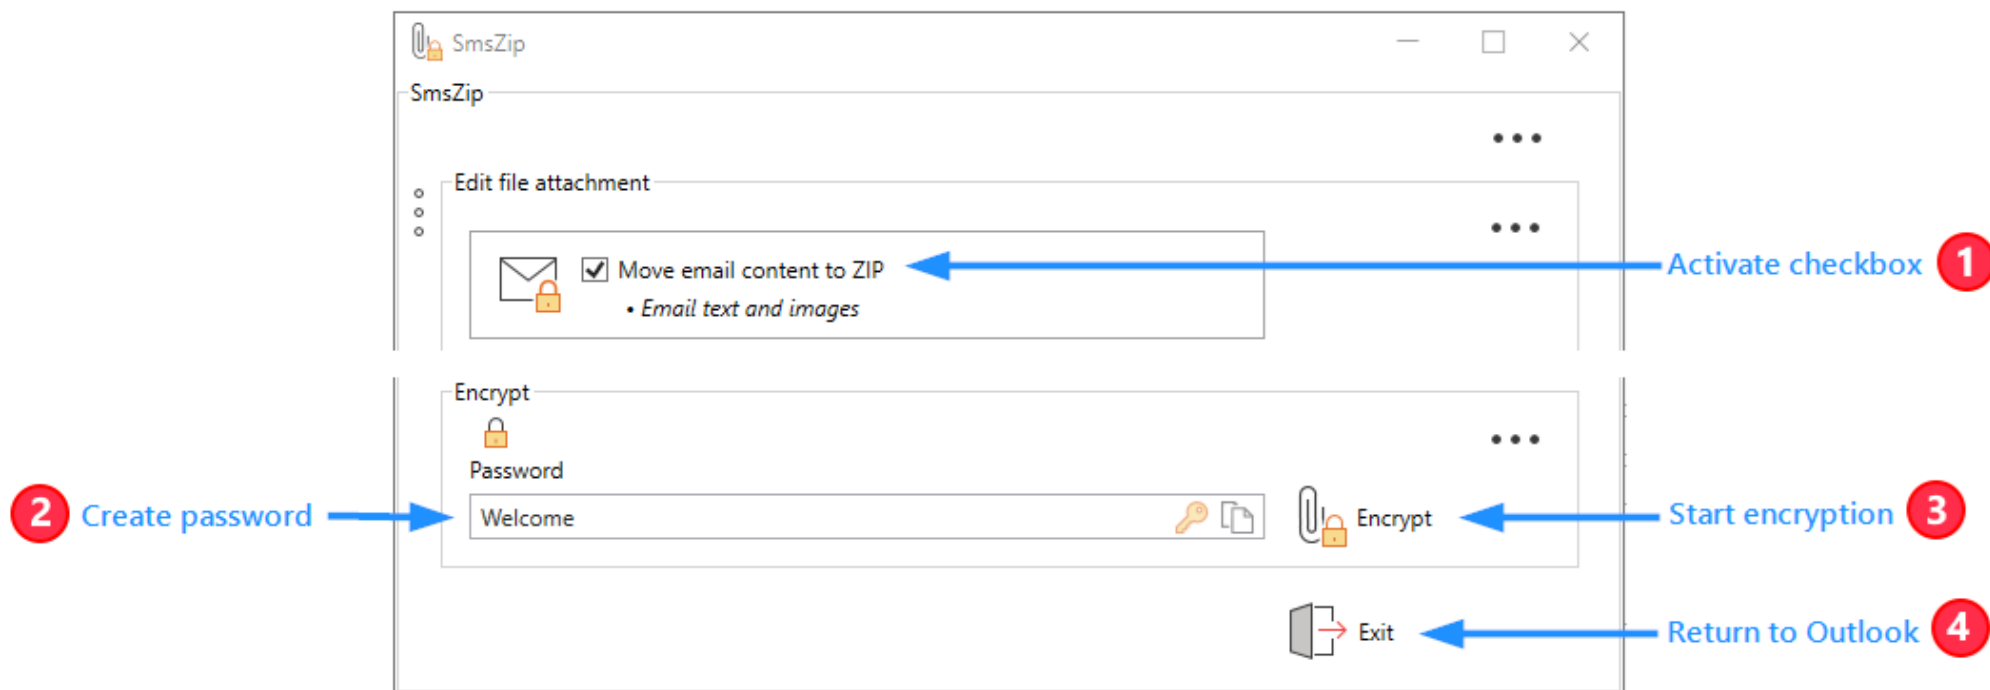 SmsZip
SmsZip
Edit file attachment
Move email content to ZIP
• Email text and images
Activate checkbox 1
Encrypt
Password
2 Create password
Welcome
Encrypt
Start encryption 3
Exit
Return to Outlook 4